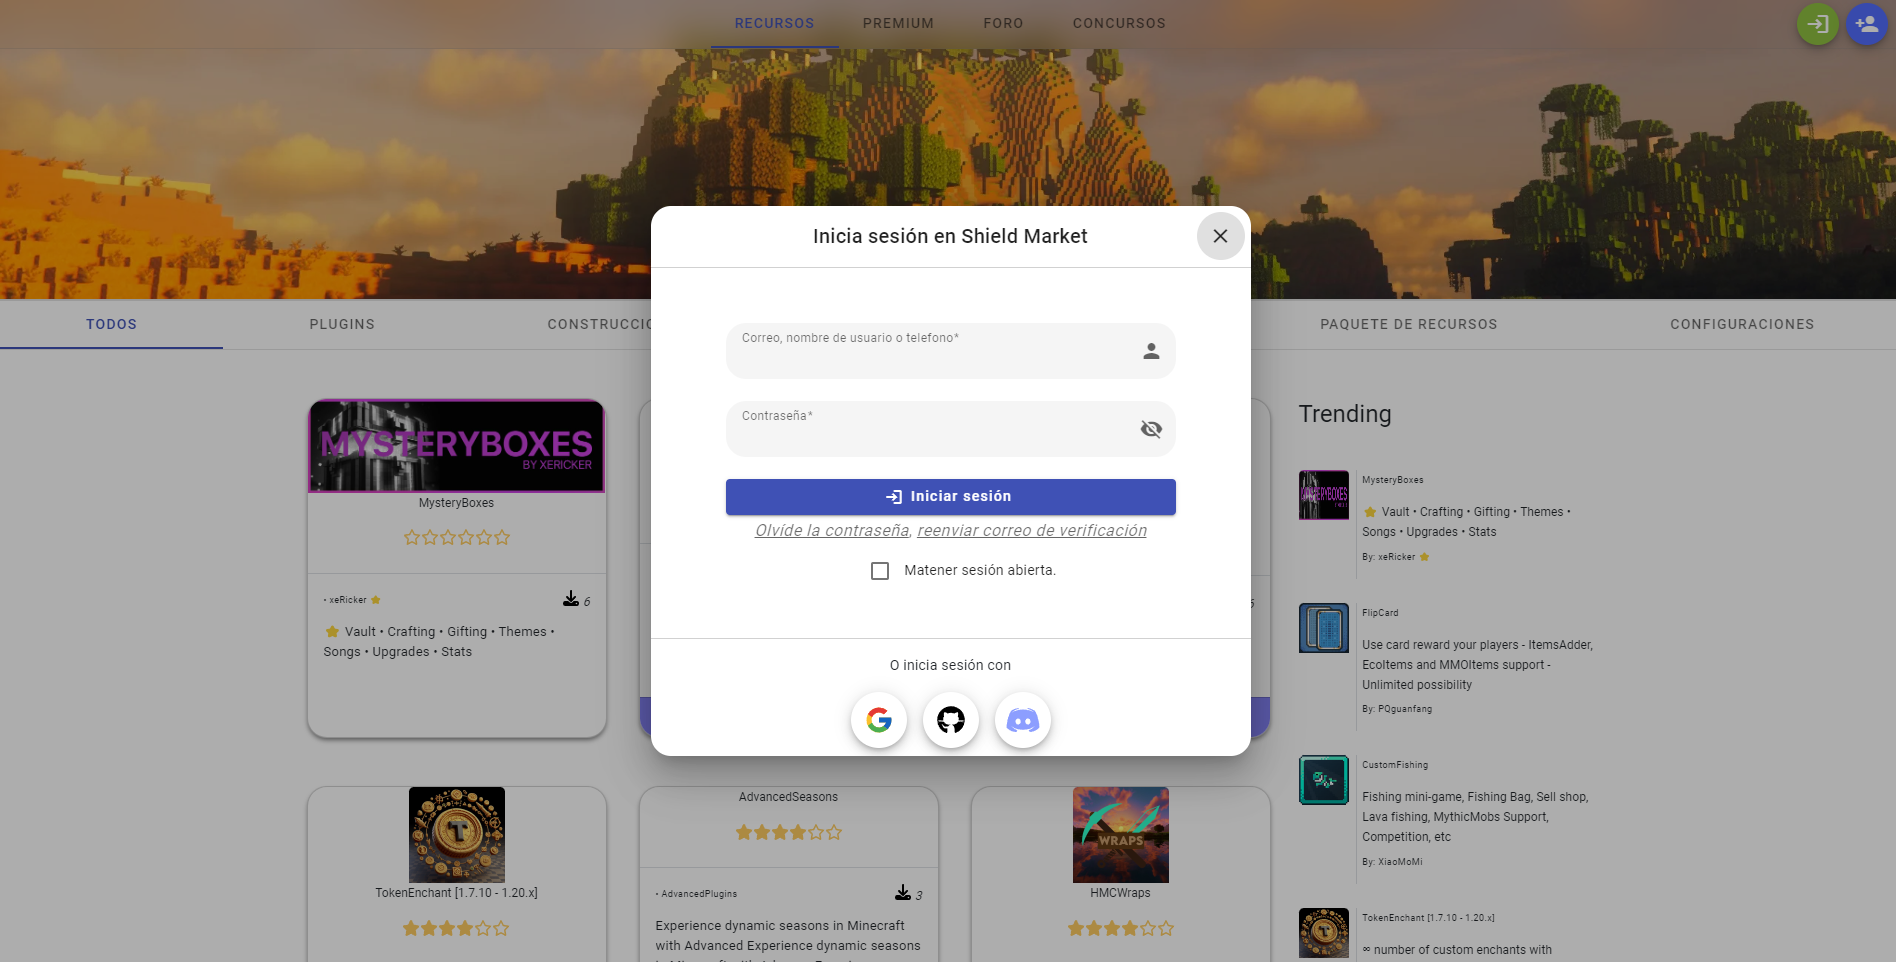 RECURSOS PREMIUM FORO CONCURSOS
Inicia sesión en Shield Market
TODOS PLUGINS CONSTRUCCIO PAQUETE DE RECURSOS CONFIGURACIONES
Correo, nombre de usuario o telefono*
Contraseña*
Iniciar sesión
Olvíde la contraseña, reenviar correo de verificación
Matener sesión abierta.
O inicia sesión con
MYSTERYBOXES
BY XERICKER
MysteryBoxes
• xeRicker 6
Vault • Crafting • Gifting • Themes •
Songs • Upgrades • Stats
TokenEnchant [1.7.10 - 1.20.x]
AdvancedSeasons
• AdvancedPlugins 3
Experience dynamic seasons in Minecraft
with Advanced Experience dynamic seasons
WRAPS
HMCWraps
Trending
MYSTERYBOXES
MysteryBoxes
Vault • Crafting • Gifting • Themes •
Songs • Upgrades • Stats
By: xeRicker
FlipCard
Use card reward your players - ItemsAdder,
EcoItems and MMOItems support -
Unlimited possibility
By: PQguanfang
CustomFishing
Fishing mini-game, Fishing Bag, Sell shop,
Lava fishing, MythicMobs Support,
Competition, etc
By: XiaoMoMi
TokenEnchant [1.7.10 - 1.20.x]
∞ number of custom enchants with